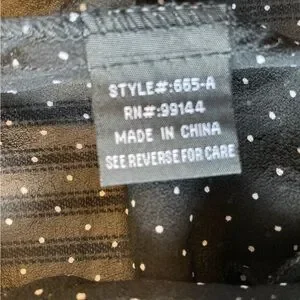 STYLE#:665-A
RN#:99144
MADE IN CHINA
SEE REVERSE FOR CARE